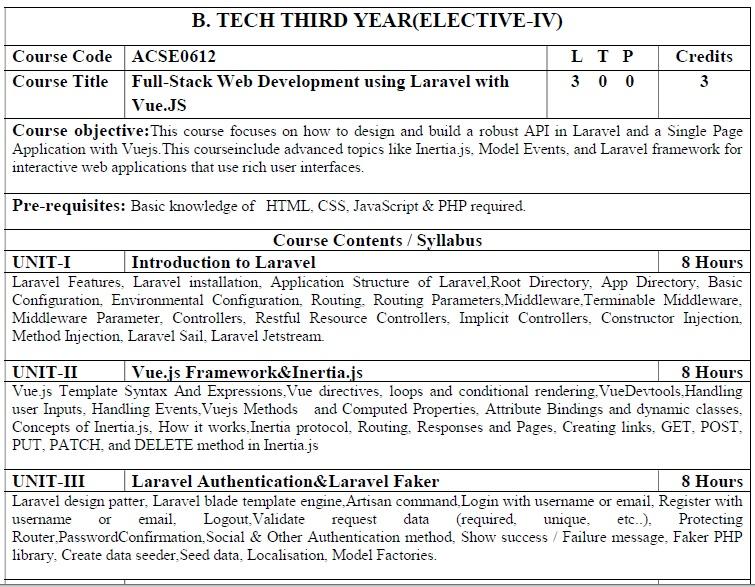 B. TECH THIRD YEAR(ELECTIVE-IV)
Course Code ACSE0612 L T P Credits
Course Title Full-Stack Web Development using Laravel with 3 0 0 3
Vue.JS
Course objective:This course focuses on how to design and build a robust API in Laravel and a Single Page
Application with Vuejs.This courseinclude advanced topics like Inertia.js, Model Events, and Laravel framework for
interactive web applications that use rich user interfaces.
Pre-requisites: Basic knowledge of HTML, CSS, JavaScript & PHP required.
Course Contents / Syllabus
UNIT-I Introduction to Laravel 8 Hours
Laravel Features, Laravel installation, Application Structure of Laravel,Root Directory, App Directory, Basic
Configuration, Environmental Configuration, Routing, Routing Parameters,Middleware,Terminable Middleware,
Middleware Parameter, Controllers, Restful Resource Controllers, Implicit Controllers, Constructor Injection,
Method Injection, Laravel Sail, Laravel Jetstream.
UNIT-II Vue.js Framework&Inertia.js 8 Hours
Vue.js Template Syntax And Expressions,Vue directives, loops and conditional rendering,VueDevtools,Handling
user Inputs, Handling Events,Vuejs Methods and Computed Properties, Attribute Bindings and dynamic classes,
Concepts of Inertia.js, How it works,Inertia protocol, Routing, Responses and Pages, Creating links, GET, POST,
PUT, PATCH, and DELETE method in Inertia.js
UNIT-III Laravel Authentication&Laravel Faker 8 Hours
Laravel design patter, Laravel blade template engine,Artisan command,Login with username or email, Register with
username or email, Logout,Validate request data (required, unique, etc..), Protecting
Router,PasswordConfirmation,Social & Other Authentication method, Show success / Failure message, Faker PHP
library, Create data seeder,Seed data, Localisation, Model Factories.